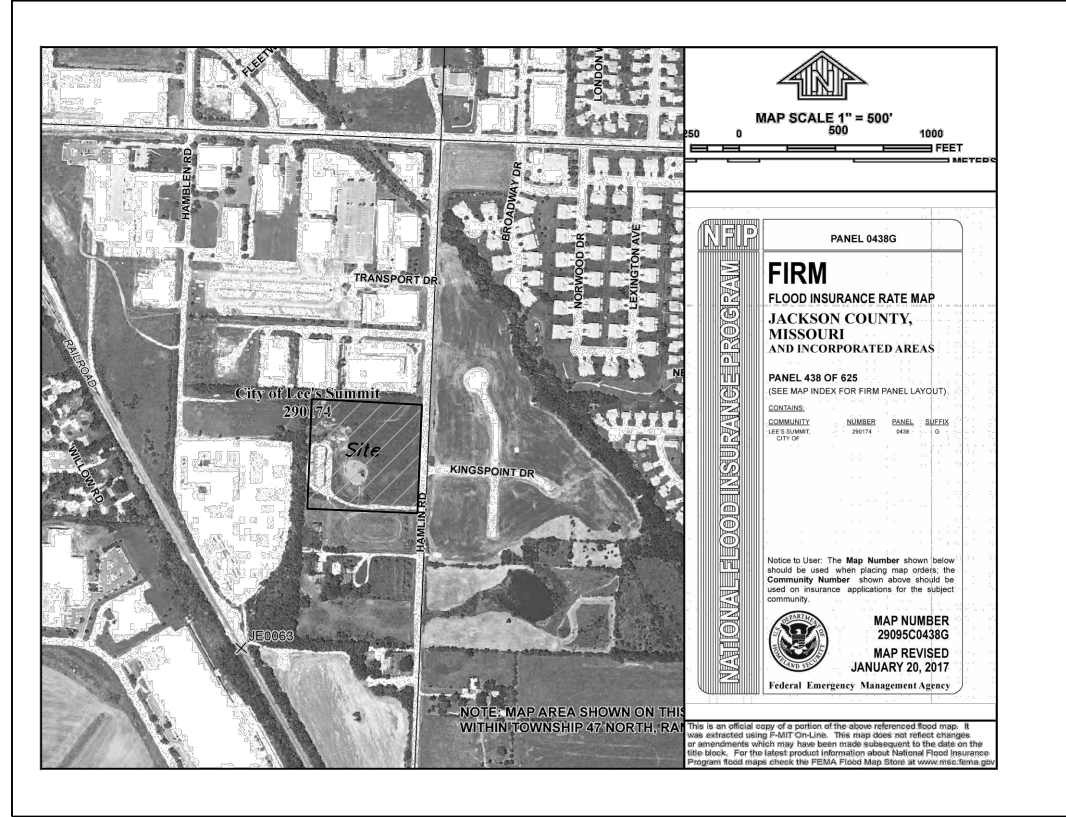 FLEETW
LONDON
HAMBLEN RD
BROADWAY DR
NORWOOD DR
LEXINGTON AVE
TRANSPORT DR
RAILROAD
City of Lee's Summit
290174
NE
Site
KINGSPOINT DR
WILLOW RD
HAMLIN RD
JE0063
NOTE: MAP AREA SHOWN ON THIS
WITHIN TOWNSHIP 47 NORTH, RAN
N
MAP SCALE 1" = 500'
250 0 500 1000
FEET
METERS
NFIP
PANEL 0438G
NATIONAL FLOOD INSURANCE PROGRAM
FIRM
FLOOD INSURANCE RATE MAP
JACKSON COUNTY,
MISSOURI
AND INCORPORATED AREAS
PANEL 438 OF 625
(SEE MAP INDEX FOR FIRM PANEL LAYOUT)
CONTAINS:
COMMUNITY NUMBER PANEL SUFFIX
LEE'S SUMMIT, 290174 0438 G
CITY OF
Notice to User: The Map Number shown below
should be used when placing map orders; the
Community Number shown above should be
used on insurance applications for the subject
community.
U.S. DEPARTMENT OF
HOMELAND SECURITY
MAP NUMBER
29095C0438G
MAP REVISED
JANUARY 20, 2017
Federal Emergency Management Agency
This is an official copy of a portion of the above referenced flood map. It
was extracted using F-MIT On-Line. This map does not reflect changes
or amendments which may have been made subsequent to the date on the
title block. For the latest product information about National Flood Insurance
Program flood maps check the FEMA Flood Map Store at www.msc.fema.gov